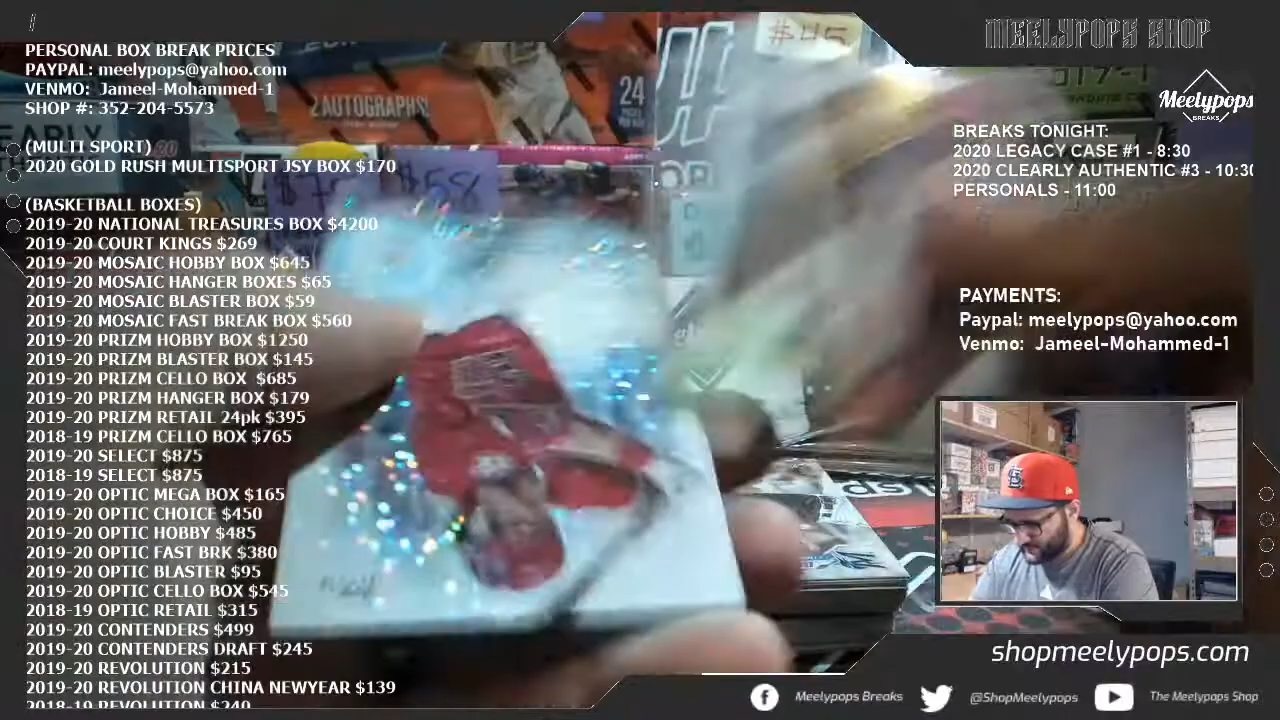 PERSONAL BOX BREAK PRICES
PAYPAL: meelypops@yahoo.com
VENMO: Jameel-Mohammed-1
SHOP #: 352-204-5573
(MULTI SPORT)
2020 GOLD RUSH MULTISPORT JSY BOX $170
(BASKETBALL BOXES)
2019-20 NATIONAL TREASURES BOX $4200
2019-20 COURT KINGS $269
2019-20 MOSAIC HOBBY BOX $645
2019-20 MOSAIC HANGER BOXES $65
2019-20 MOSAIC BLASTER BOX $59
2019-20 MOSAIC FAST BREAK BOX $560
2019-20 PRIZM HOBBY BOX $1250
2019-20 PRIZM BLASTER BOX $145
2019-20 PRIZM CELLO BOX $685
2019-20 PRIZM HANGER BOX $179
2019-20 PRIZM RETAIL 24pk $395
2018-19 PRIZM CELLO BOX $765
2019-20 SELECT $875
2018-19 SELECT $875
2019-20 OPTIC MEGA BOX $165
2019-20 OPTIC CHOICE $450
2019-20 OPTIC HOBBY $485
2019-20 OPTIC FAST BRK $380
2019-20 OPTIC BLASTER $95
2019-20 OPTIC CELLO BOX $545
2018-19 OPTIC RETAIL $315
2019-20 CONTENDERS $499
2019-20 CONTENDERS DRAFT $245
2019-20 REVOLUTION $215
2019-20 REVOLUTION CHINA NEWYEAR $139
2018-19 REVOLUTION $240
2 AUTOGRAPHS!
24
$45
$58
MEELYPOPS SHOP
Meelypops
BREAKS
BREAKS TONIGHT:
2020 LEGACY CASE #1 - 8:30
2020 CLEARLY AUTHENTIC #3 - 10:30
PERSONALS - 11:00
PAYMENTS:
Paypal: meelypops@yahoo.com
Venmo: Jameel-Mohammed-1
shopmeelypops.com
Meelypops Breaks
@ShopMeelypops
The Meelypops Shop